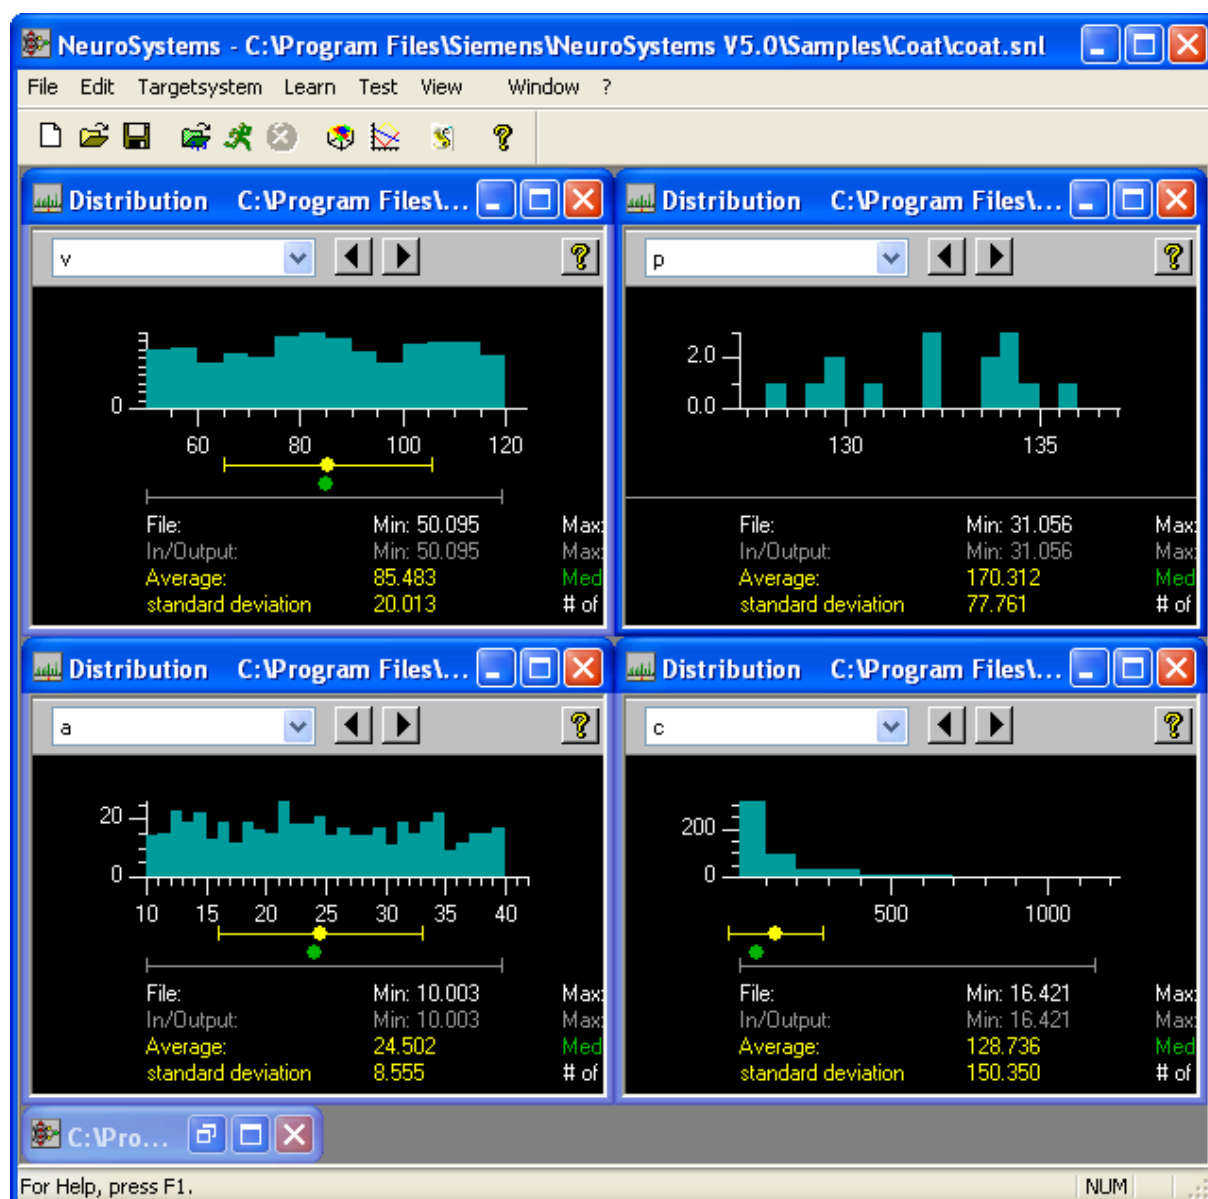 NeuroSystems - C:\Program Files\Siemens\NeuroSystems V5.0\Samples\Coat\coat.snl
File Edit Targetsystem Learn Test View Window ?
Distribution C:\Program Files\...
v
0
60 80 100 120
File: Min: 50.095 Max:
In/Output: Min: 50.095 Max:
Average: 85.483 Med
standard deviation 20.013 # of
Distribution C:\Program Files\...
p
2.0
0.0
130 135
File: Min: 31.056 Max:
In/Output: Min: 31.056 Max:
Average: 170.312 Med
standard deviation 77.761 # of
Distribution C:\Program Files\...
a
20
0
10 15 20 25 30 35 40
File: Min: 10.003 Max:
In/Output: Min: 10.003 Max:
Average: 24.502 Med
standard deviation 8.555 # of
Distribution C:\Program Files\...
c
200
0
500 1000
File: Min: 16.421 Max:
In/Output: Min: 16.421 Max:
Average: 128.736 Med
standard deviation 150.350 # of
C:\Pro...
For Help, press F1. NUM